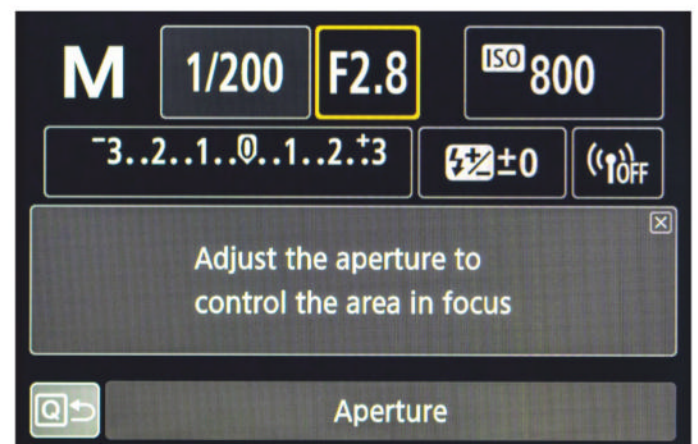 M 1/200 F2.8 ISO 800
-3..2..1..0..1..2..+3 ±0 OFF
Adjust the aperture to
control the area in focus
Q Aperture